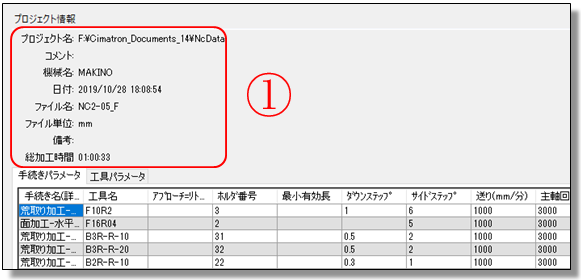 プロジェクト情報
プロジェクト名: F:¥Cimatron_Documents_14¥NcData
コメント:
機械名: MAKINO
日付: 2019/10/28 18:08:54
ファイル名: NC2-05_F
ファイル単位: mm
備考:
総加工時間 01:00:33
①
手続きパラメータ 工具パラメータ
手続き名(詳... 工具名 アプローチ=リト... ホルダ番号 最小有効長 ダウンステップ サイドステップ 送り(mm/分) 主軸回
荒取り加工-... F10R2 3 1 6 1000 3000
面加工-水平... F16R04 2 5 1000 3000
荒取り加工-... B3R-R-10 31 0.5 2 1000 3000
荒取り加工-... B3R-R-20 32 0.5 2 1000 3000
荒取り加工-... B2R-R-10 22 0.3 1 1000 3000